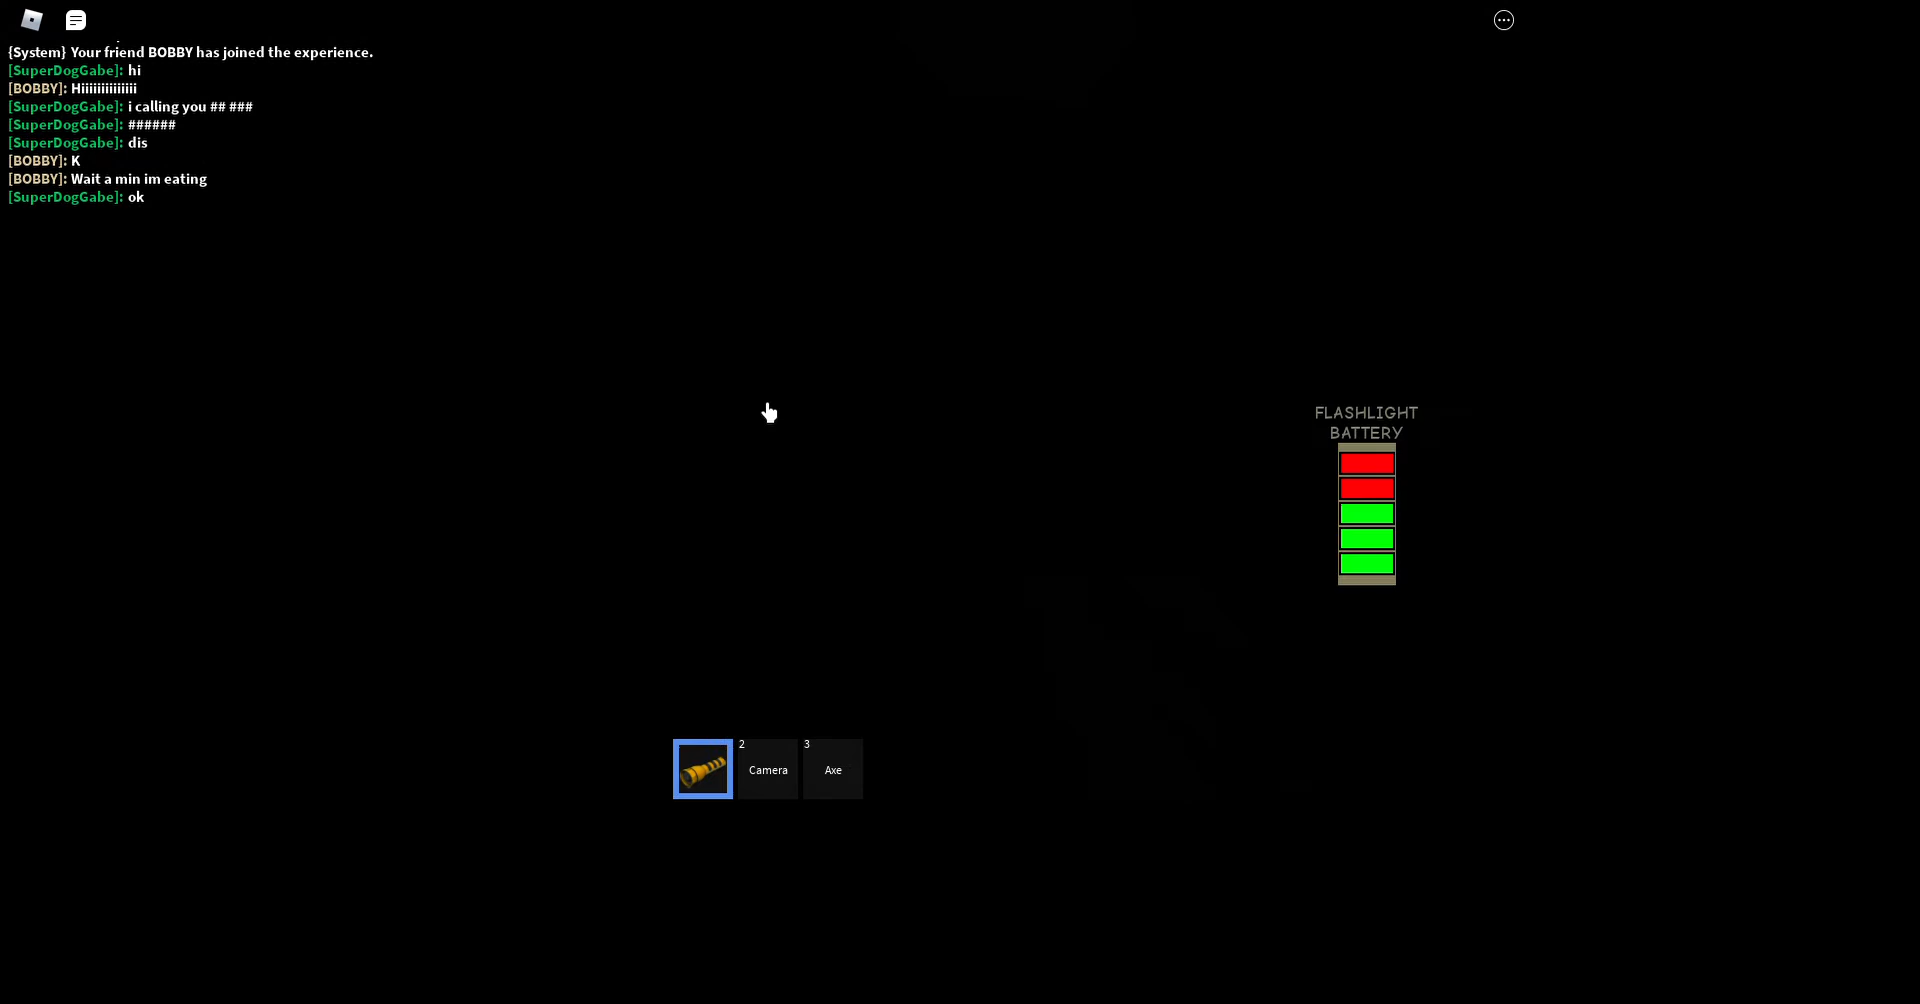 {System} Your friend BOBBY has joined the experience.
[SuperDogGabe]: hi
[BOBBY]: Hiiiiiiiiiiiiii
[SuperDogGabe]: i calling you ## ###
[SuperDogGabe]: ######
[SuperDogGabe]: dis
[BOBBY]: K
[BOBBY]: Wait a min im eating
[SuperDogGabe]: ok
FLASHLIGHT
BATTERY
2
Camera
3
Axe